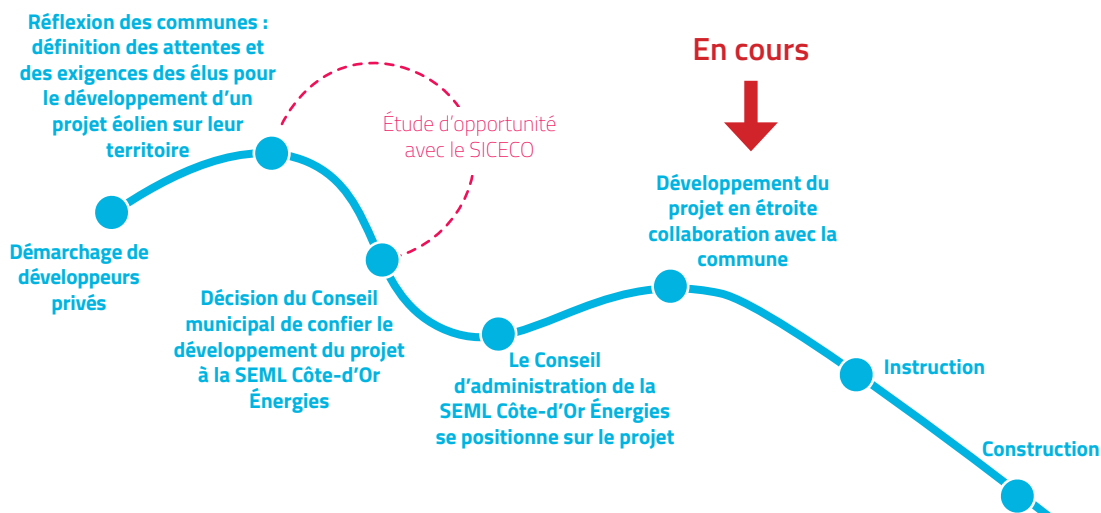 Réflexion des communes :
définition des attentes et
des exigences des élus pour
le développement d’un
projet éolien sur leur
territoire
Démarchage de
développeurs
privés
Étude d’opportunité
avec le SICECO
Décision du Conseil
municipal de confier le
développement du projet
à la SEML Côte-d’Or
Énergies
Le Conseil
d’administration de la
SEML Côte-d’Or Énergies
se positionne sur le projet
En cours
Développement du
projet en étroite
collaboration avec la
commune
Instruction
Construction